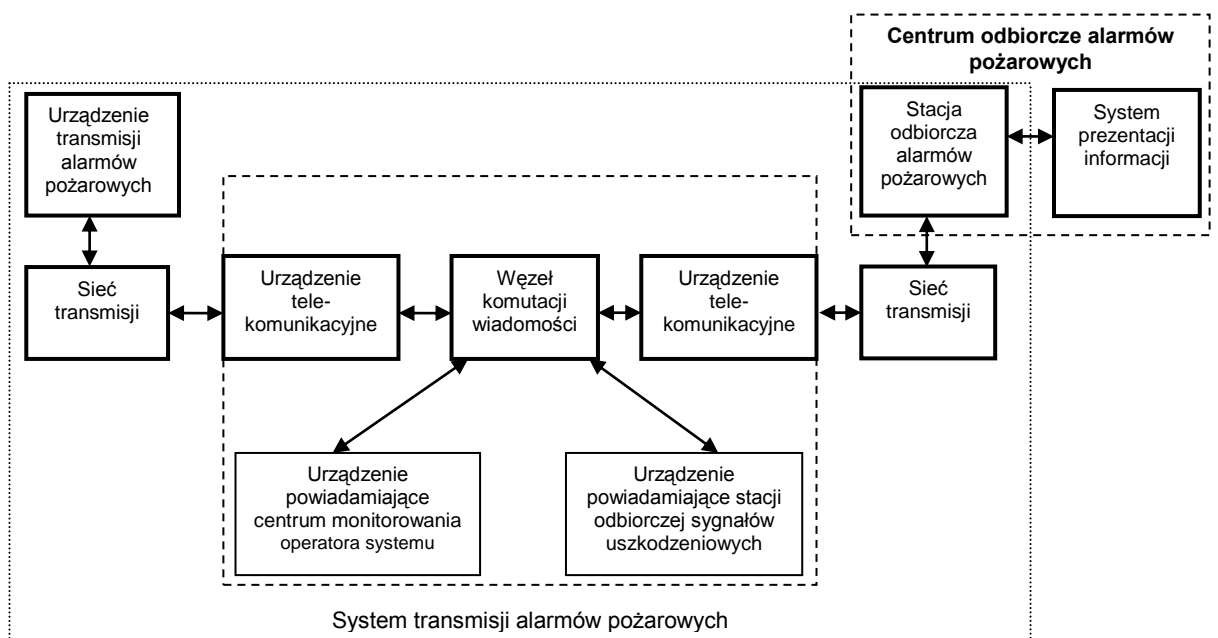 Centrum odbiorcze alarmów
pożarowych
Urządzenie
transmisji
alarmów
pożarowych
Stacja
odbiorcza
alarmów
pożarowych
System
prezentacji
informacji
Sieć
transmisji
Urządzenie
tele-
komunikacyjne
Węzeł
komutacji
wiadomości
Urządzenie
tele-
komunikacyjne
Sieć
transmisji
Urządzenie
powiadamiające
centrum monitorowania
operatora systemu
Urządzenie
powiadamiające stacji
odbiorczej sygnałów
uszkodzeniowych
System transmisji alarmów pożarowych